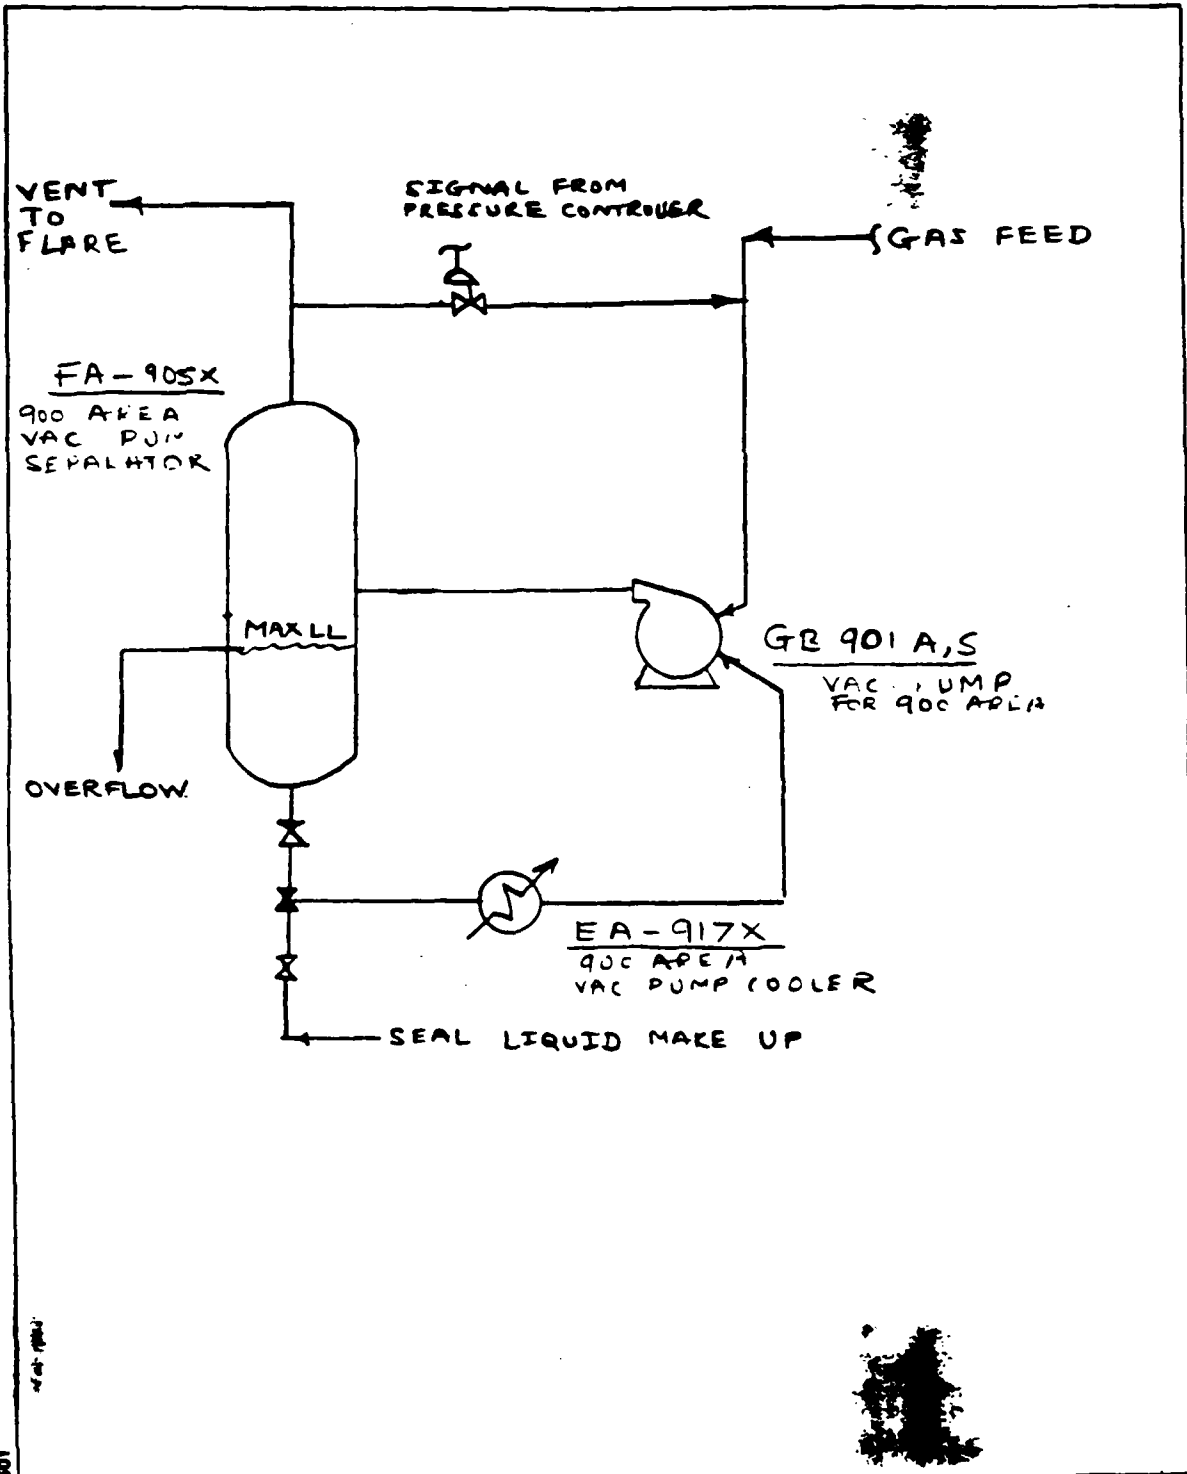 VENT
TO
FLARE
SIGNAL FROM
PRESSURE CONTROLLER
GAS FEED
FA-905X
900 AREA
VAC
SEPARATOR
MAX LL
OVERFLOW
GB 901 A,S
VAC PUMP
FOR 900 AREA
EA-917X
900 AREA
VAC PUMP COOLER
SEAL LIQUID MAKE UP